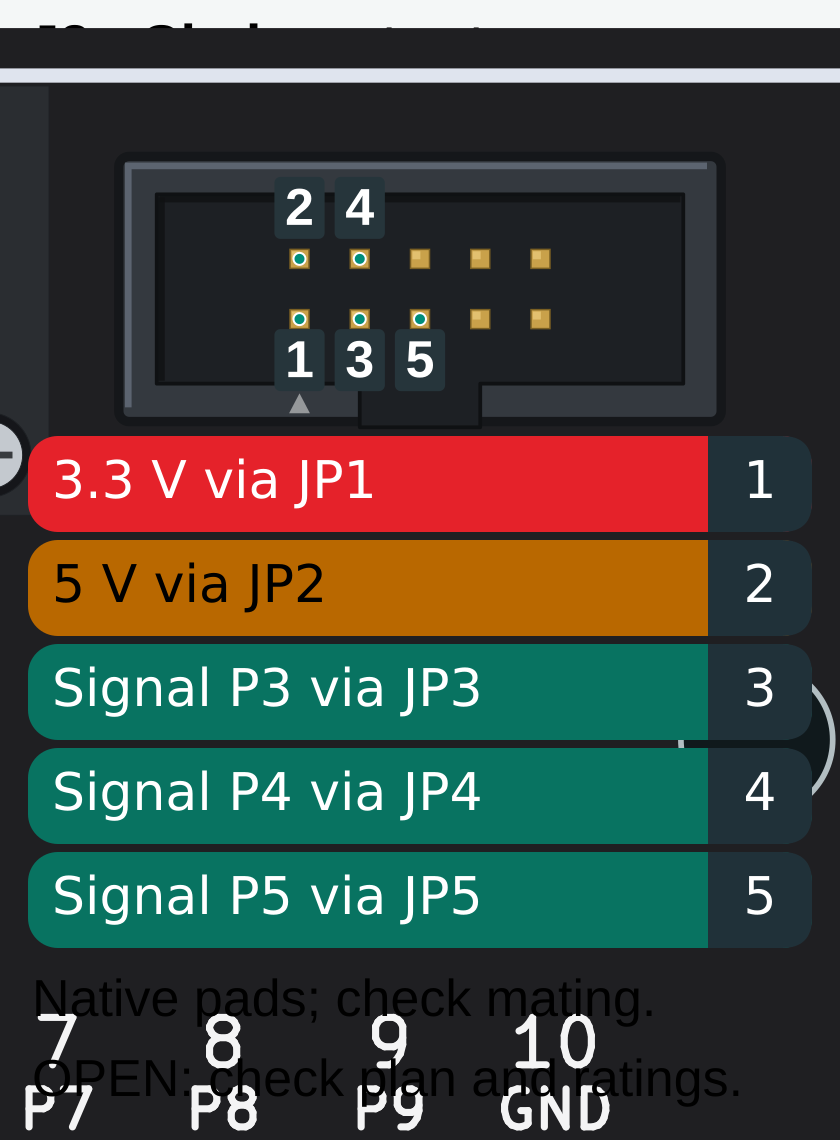 2 4
1 3 5
3.3 V via JP1 1
5 V via JP2 2
Signal P3 via JP3 3
Signal P4 via JP4 4
Signal P5 via JP5 5
Native pads; check mating.
7 8 9 10
OPEN: check plan and ratings.
P7 P8 P9 GND